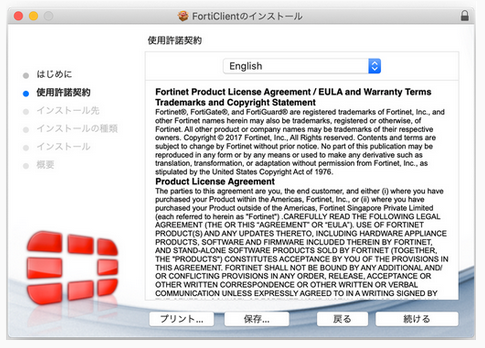 FortiClientのインストール
使用許諾契約
English
はじめに
使用許諾契約
インストール先
インストールの種類
インストール
概要
Fortinet Product License Agreement / EULA and Warranty Terms
Trademarks and Copyright Statement
Fortinet®, FortiGate®, and FortiGuard® are registered trademarks of Fortinet, Inc., and
other Fortinet names herein may also be trademarks, registered or otherwise, of
Fortinet. All other product or company names may be trademarks of their respective
owners. Copyright © 2017 Fortinet, Inc., All Rights reserved. Contents and terms are
subject to change by Fortinet without prior notice. No part of this publication may be
reproduced in any form or by any means or used to make any derivative such as
translation, transformation, or adaptation without permission from Fortinet, Inc., as
stipulated by the United States Copyright Act of 1976.
Product License Agreement
The parties to this agreement are you, the end customer, and either (i) where you have
purchased your Product within the Americas, Fortinet, Inc., or (ii) where you have
purchased your Product outside of the Americas, Fortinet Singapore Private Limited
(each referred to herein as "Fortinet") .CAREFULLY READ THE FOLLOWING LEGAL
AGREEMENT (THE OR THIS "AGREEMENT" OR "EULA"). USE OF FORTINET
PRODUCT(S) AND ANY UPDATES THERETO, INCLUDING HARDWARE APPLIANCE
PRODUCTS, SOFTWARE AND FIRMWARE INCLUDED THEREIN BY FORTINET,
AND STAND-ALONE SOFTWARE PRODUCTS SOLD BY FORTINET (TOGETHER,
THE "PRODUCTS") CONSTITUTES ACCEPTANCE BY YOU OF THE PROVISIONS IN
THIS AGREEMENT. FORTINET SHALL NOT BE BOUND BY ANY ADDITIONAL AND/
OR CONFLICTING PROVISIONS IN ANY ORDER, RELEASE, ACCEPTANCE OR
OTHER WRITTEN CORRESPONDENCE OR OTHER WRITTEN OR VERBAL
COMMUNICATION UNLESS EXPRESSLY AGREED TO IN A WRITING SIGNED BY
プリント...
保存...
戻る
続ける